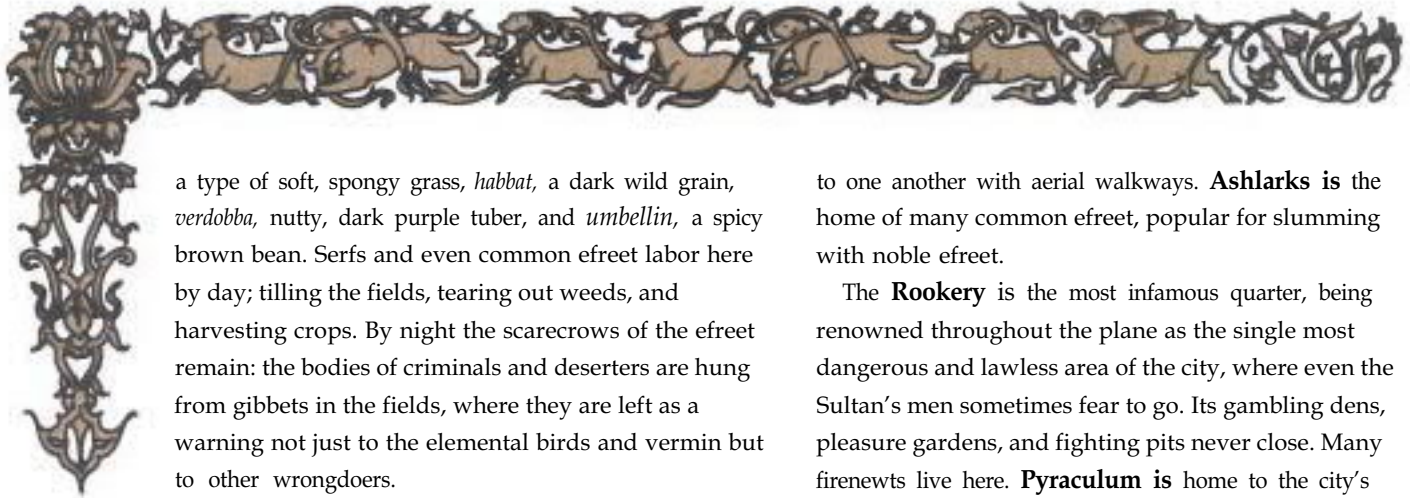 a type of soft, spongy grass, habbat, a dark wild grain,
verdobba, nutty, dark purple tuber, and umbellin, a spicy
brown bean. Serfs and even common efreet labor here
by day; tilling the fields, tearing out weeds, and
harvesting crops. By night the scarecrows of the efreet
remain: the bodies of criminals and deserters are hung
from gibbets in the fields, where they are left as a
warning not just to the elemental birds and vermin but
to other wrongdoers.
to one another with aerial walkways. Ashlarks is the
home of many common efreet, popular for slumming
with noble efreet.
The Rookery is the most infamous quarter, being
renowned throughout the plane as the single most
dangerous and lawless area of the city, where even the
Sultan's men sometimes fear to go. Its gambling dens,
pleasure gardens, and fighting pits never close. Many
firenewts live here. Pyraculum is home to the city's